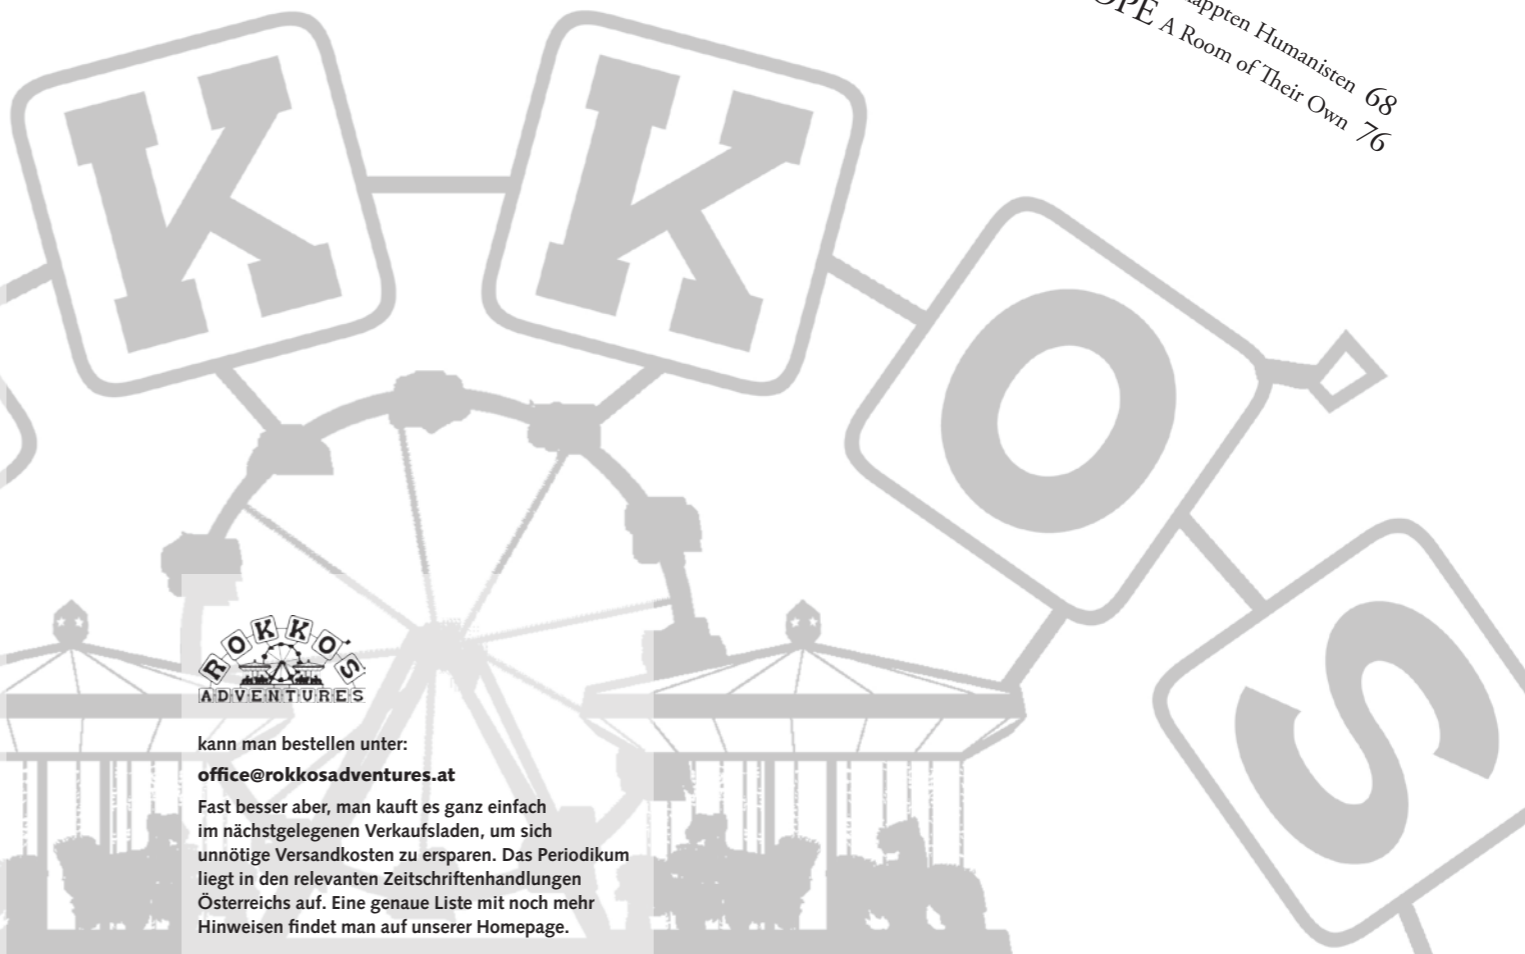 Humanisten 68
A Room of Their Own 76
K K O S
ROKKO'S
ADVENTURES
kann man bestellen unter:
office@rokkosadventures.at
Fast besser aber, man kauft es ganz einfach
im nächstgelegenen Verkaufsladen, um sich
unnötige Versandkosten zu ersparen. Das Periodikum
liegt in den relevanten Zeitschriftenhandlungen
Österreichs auf. Eine genaue Liste mit noch mehr
Hinweisen findet man auf unserer Homepage.